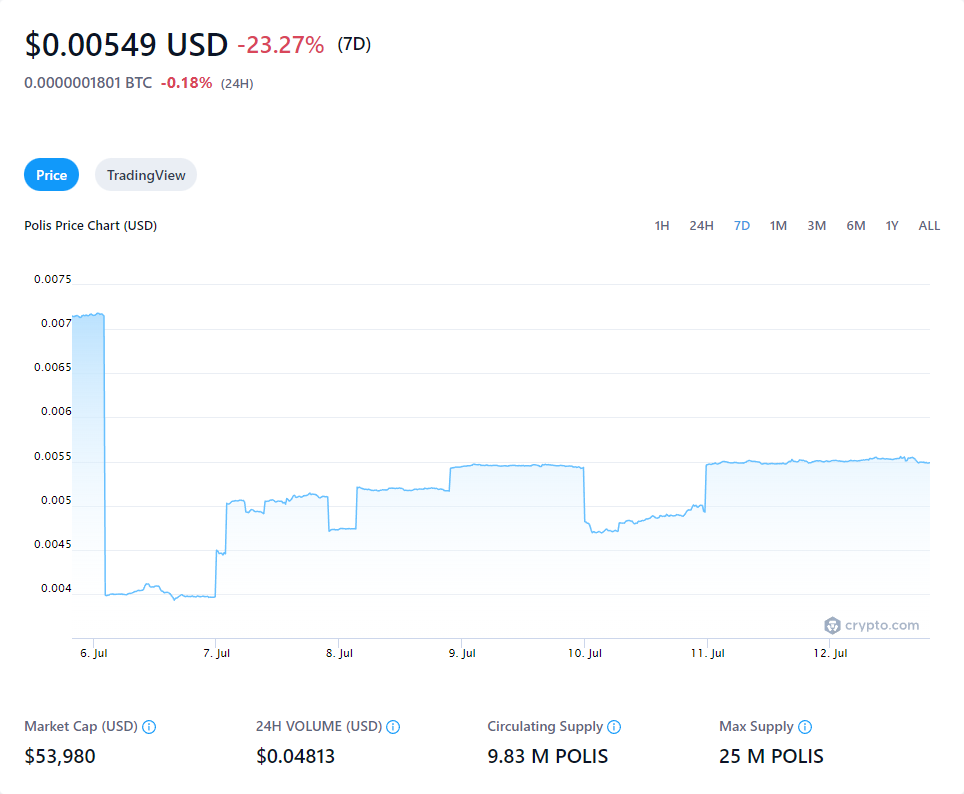 $0.00549 USD -23.27% (7D)
0.0000001801 BTC -0.18% (24H)
Price TradingView
Polis Price Chart (USD) 1H 24H 7D 1M 3M 6M 1Y ALL
0.0075
0.007
0.0065
0.006
0.0055
0.005
0.0045
0.004
crypto.com
6. Jul 7. Jul 8. Jul 9. Jul 10. Jul 11. Jul 12. Jul
Market Cap (USD) 24H VOLUME (USD) Circulating Supply Max Supply
$53,980 $0.04813 9.83 M POLIS 25 M POLIS